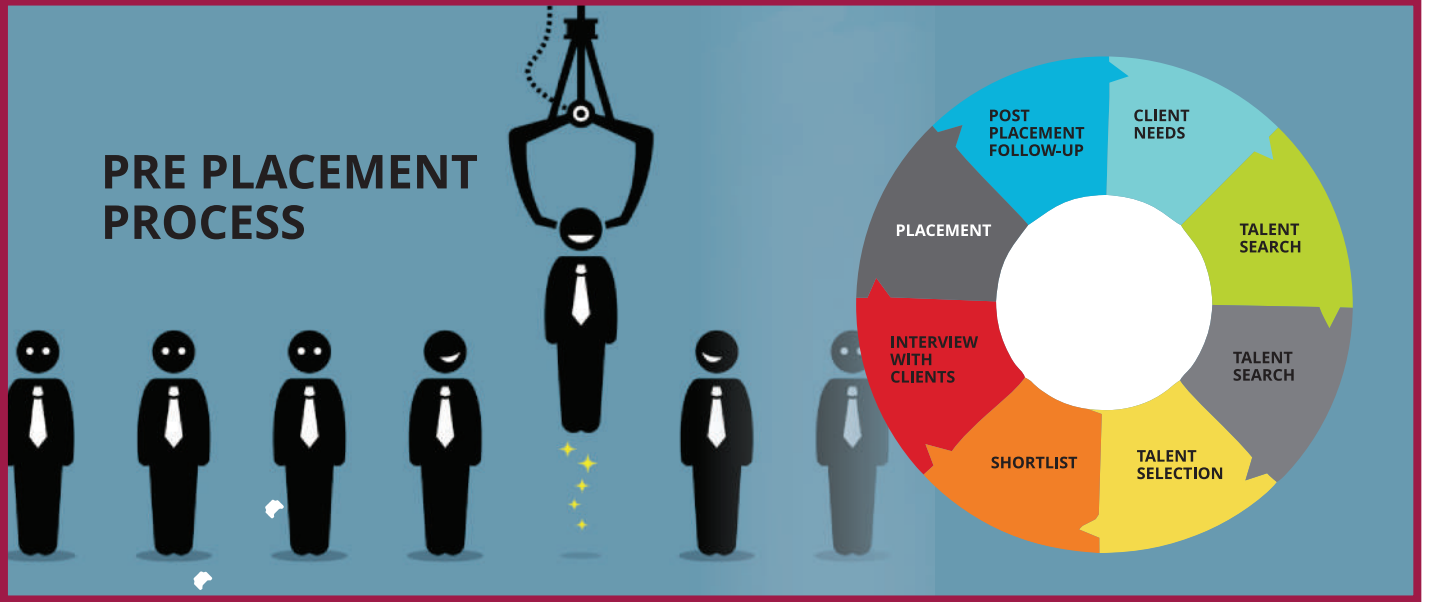 PRE PLACEMENT
PROCESS
POST
PLACEMENT
FOLLOW-UP
CLIENT
NEEDS
TALENT
SEARCH
TALENT
SEARCH
TALENT
SELECTION
SHORTLIST
INTERVIEW
WITH
CLIENTS
PLACEMENT